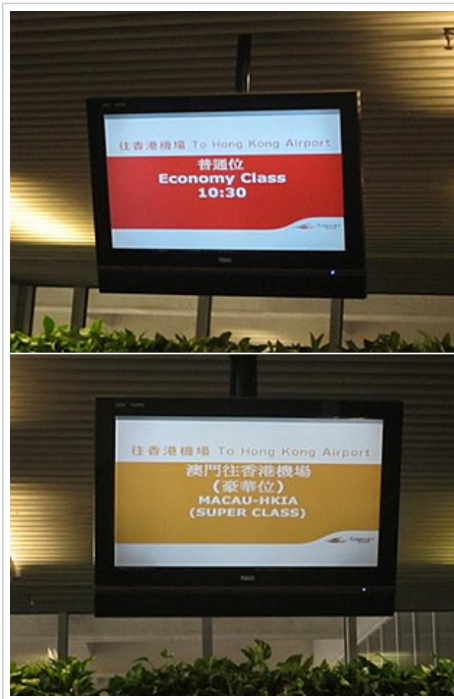 往香港機場 To Hong Kong Airport
普通位
Economy Class
10:30
往香港機場 To Hong Kong Airport
澳門往香港機場
(豪華位)
MACAU-HKIA
(SUPER CLASS)